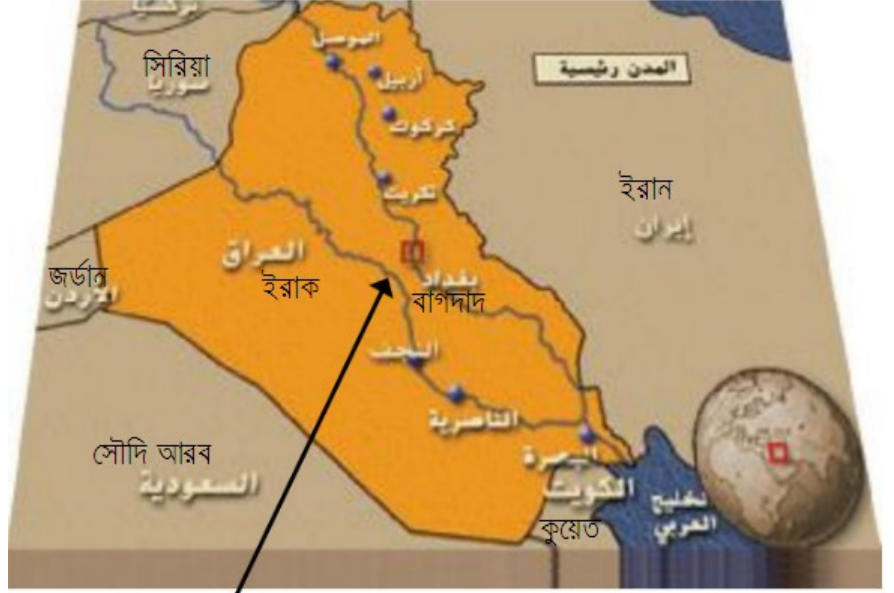 تركيا
الموصل
সিরিয়া
سوريا
أربيل
المدن رئيسية
كركوك
تكريت
ইরান
إيران
العراق
ইরাক
بغداد
বাগদাদ
জর্ডান
الأردن
النجف
الناصرية
সৌদি আরব
السعودية
البصرة
الكويت
কুয়েত
الخليج
العربي